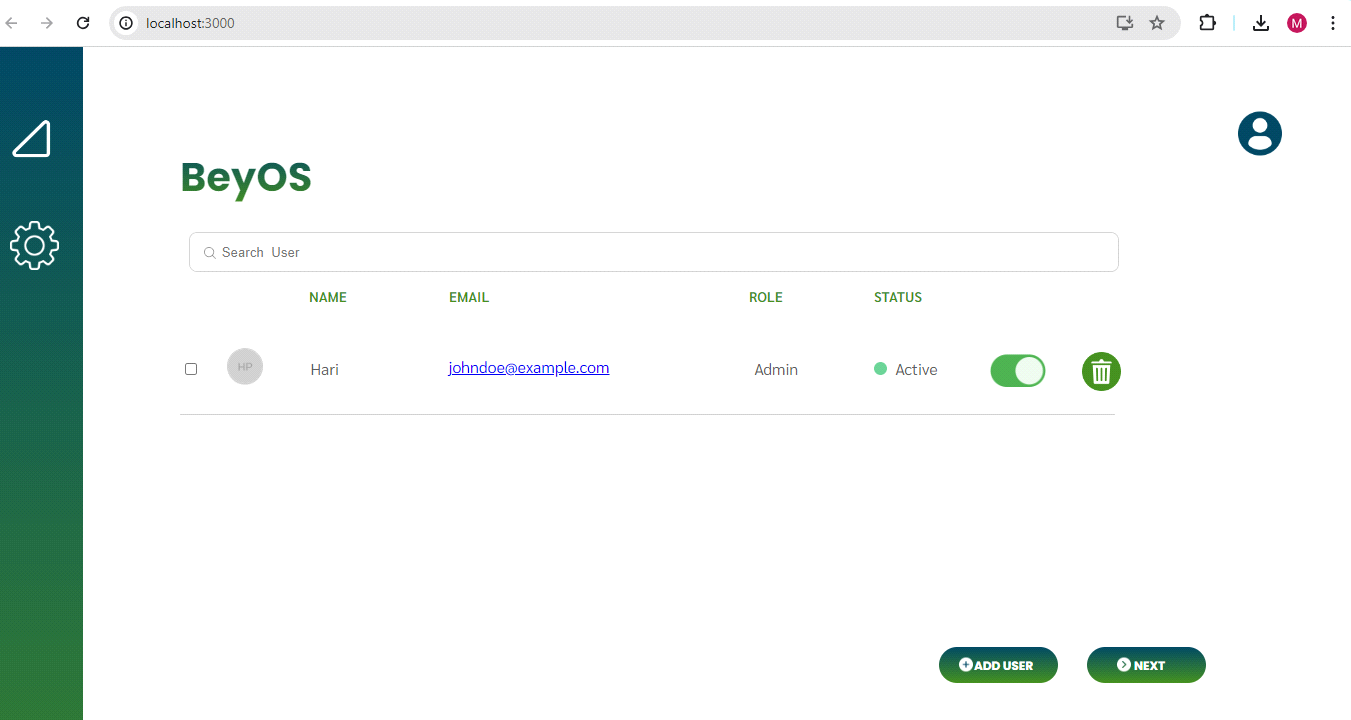 localhost:3000
M
BeyOS
Search User
NAME EMAIL ROLE STATUS
HP Hari johndoe@example.com Admin Active
ADD USER NEXT